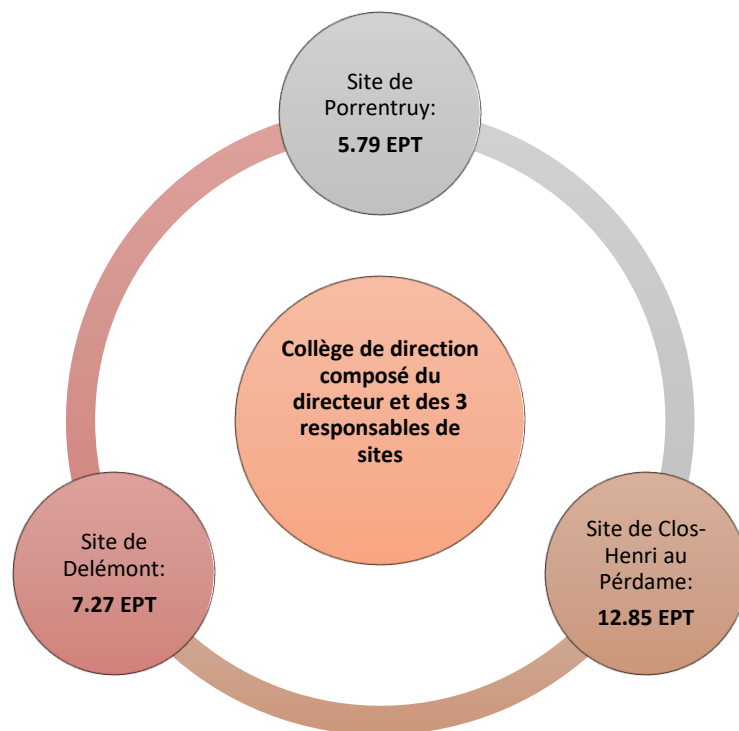 Site de
Porrentruy:
5.79 EPT
Collège de direction
composé du
directeur et des 3
responsables de
sites
Site de
Delémont:
7.27 EPT
Site de Clos-
Henri au
Pérdame:
12.85 EPT